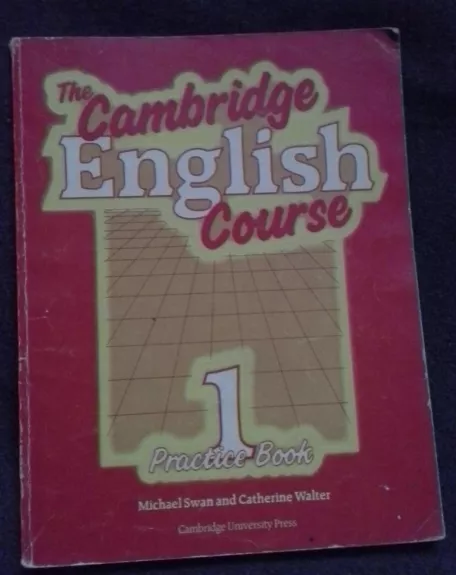 The
Cambridge
English
Course
1
Practice Book
Michael Swan and Catherine Walter
Cambridge University Press